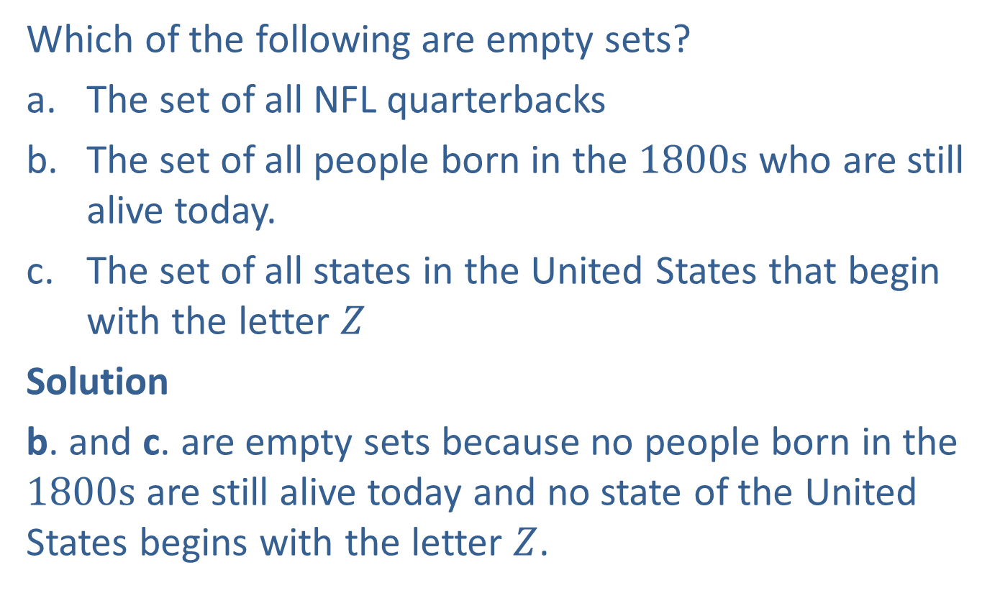 Which of the following are empty sets?
a. The set of all NFL quarterbacks
b. The set of all people born in the 1800s who are still
alive today.
c. The set of all states in the United States that begin
with the letter Z
Solution
b. and c. are empty sets because no people born in the
1800s are still alive today and no state of the United
States begins with the letter Z.